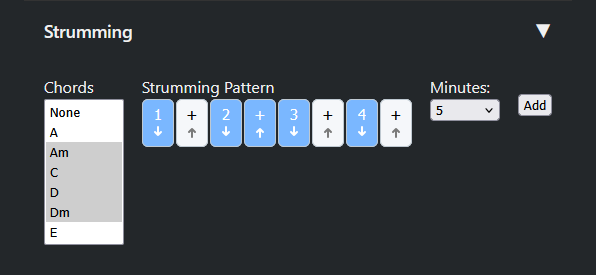 Strumming ▼
Chords
None
A
Am
C
D
Dm
E
Strumming Pattern
1 + 2 + 3 + 4 +
↓ ↑ ↓ ↑ ↓ ↑ ↓ ↑
Minutes:
5
Add